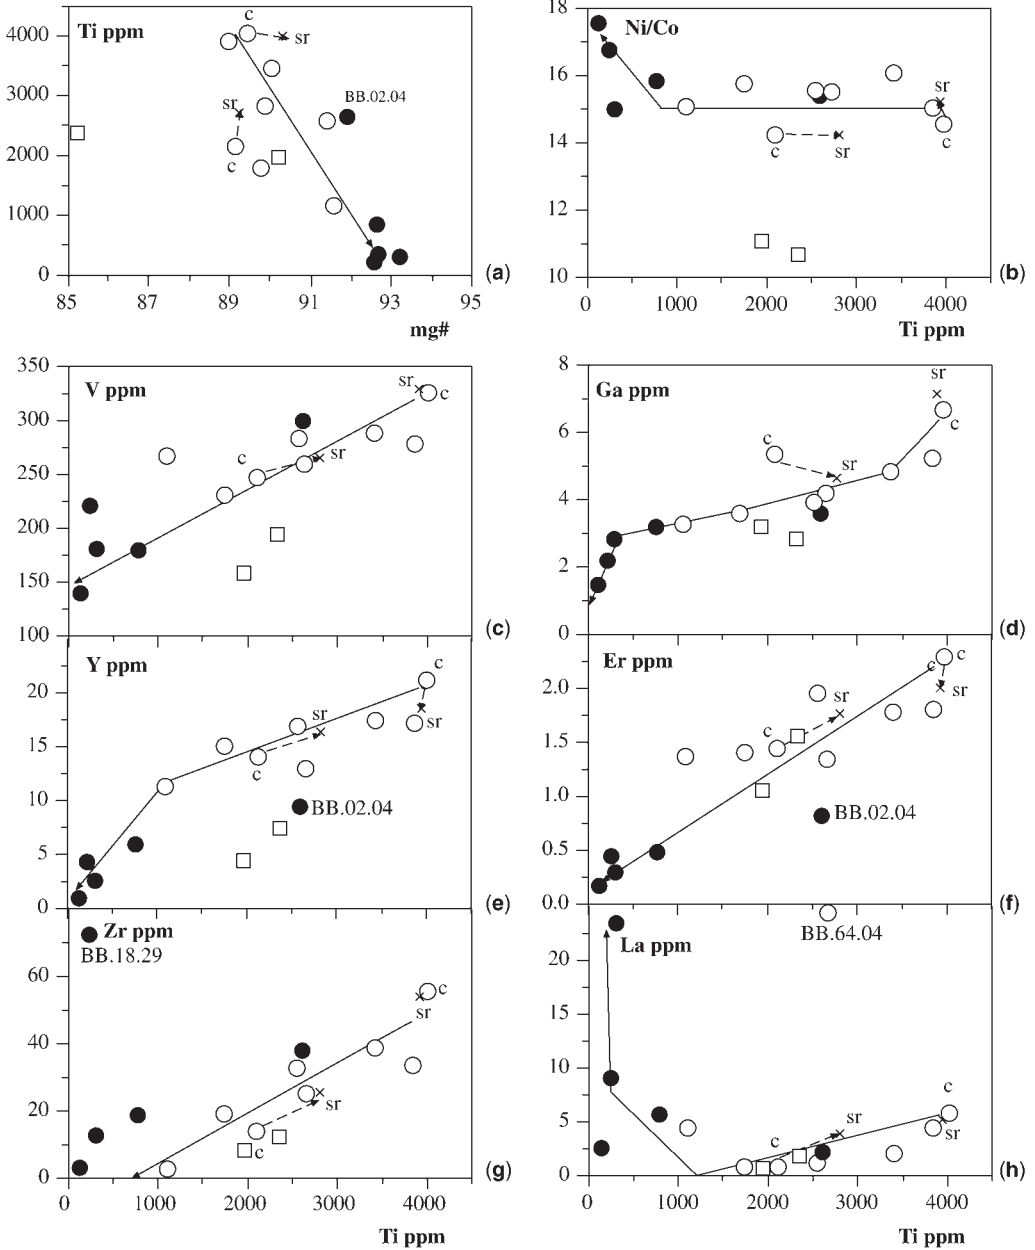 Ti ppm
4000
3000
2000
1000
0
c
sr
BB.02.04
sr
c
85 87 89 91 93 95
mg#
(a)
Ni/Co
18
16
14
12
10
sr
c
c
sr
0 1000 2000 3000 4000
Ti ppm
(b)
V ppm
350
300
250
200
150
100
sr
c
c
sr
(c)
Ga ppm
8
6
4
2
0
sr
c
c
sr
(d)
Y ppm
20
15
10
5
0
c
sr
sr
c
BB.02.04
(e)
Er ppm
2.0
1.5
1.0
0.5
0.0
c
c
sr
sr
c
BB.02.04
(f)
Zr ppm
BB.18.29
60
40
20
0
c
sr
sr
c
0 1000 2000 3000 4000
Ti ppm
(g)
La ppm
BB.64.04
20
15
10
5
0
c
sr
sr
c
0 1000 2000 3000 4000
Ti ppm
(h)